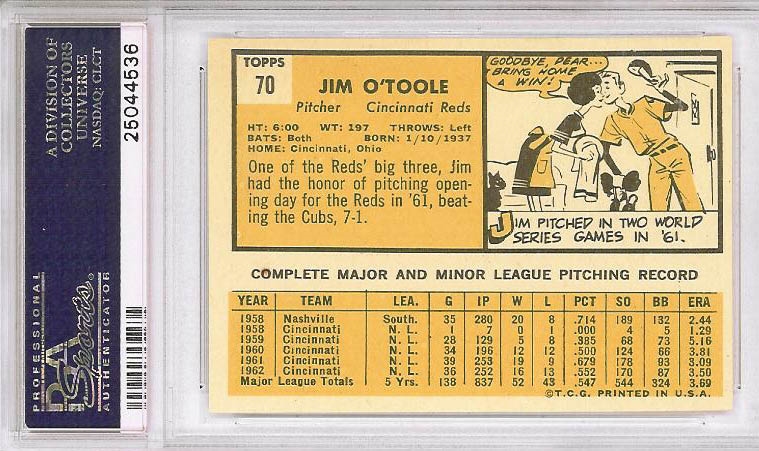 A DIVISION OF
COLLECTORS
UNIVERSE
NASDAQ: CLCT
25044536
PROFESSIONAL
PSA
Sports
AUTHENTICATOR
TOPPS
70
JIM O'TOOLE
Pitcher Cincinnati Reds
HT: 6:00 WT: 197 THROWS: Left
BATS: Both BORN: 1/10/1937
HOME: Cincinnati, Ohio
One of the Reds' big three, Jim
had the honor of pitching open-
ing day for the Reds in '61, beat-
ing the Cubs, 7-1.
GOODBYE, DEAR...
BRING HOME
A WIN!
JIM PITCHED IN TWO WORLD
SERIES GAMES IN '61.
COMPLETE MAJOR AND MINOR LEAGUE PITCHING RECORD
YEAR TEAM LEA. G IP W L PCT SO BB ERA
1958 Nashville South. 35 280 20 8 .714 189 132 2.44
1958 Cincinnati N. L. 1 7 0 1 .000 4 5 1.29
1959 Cincinnati N. L. 28 129 5 8 .385 68 73 5.16
1960 Cincinnati N. L. 34 196 12 12 .500 124 66 3.81
1961 Cincinnati N. L. 39 253 19 9 .679 178 93 3.09
1962 Cincinnati N. L. 36 252 16 13 .552 170 87 3.50
Major League Totals 5 Yrs. 138 837 52 43 .547 544 324 3.69
©T.C.G. PRINTED IN U.S.A.